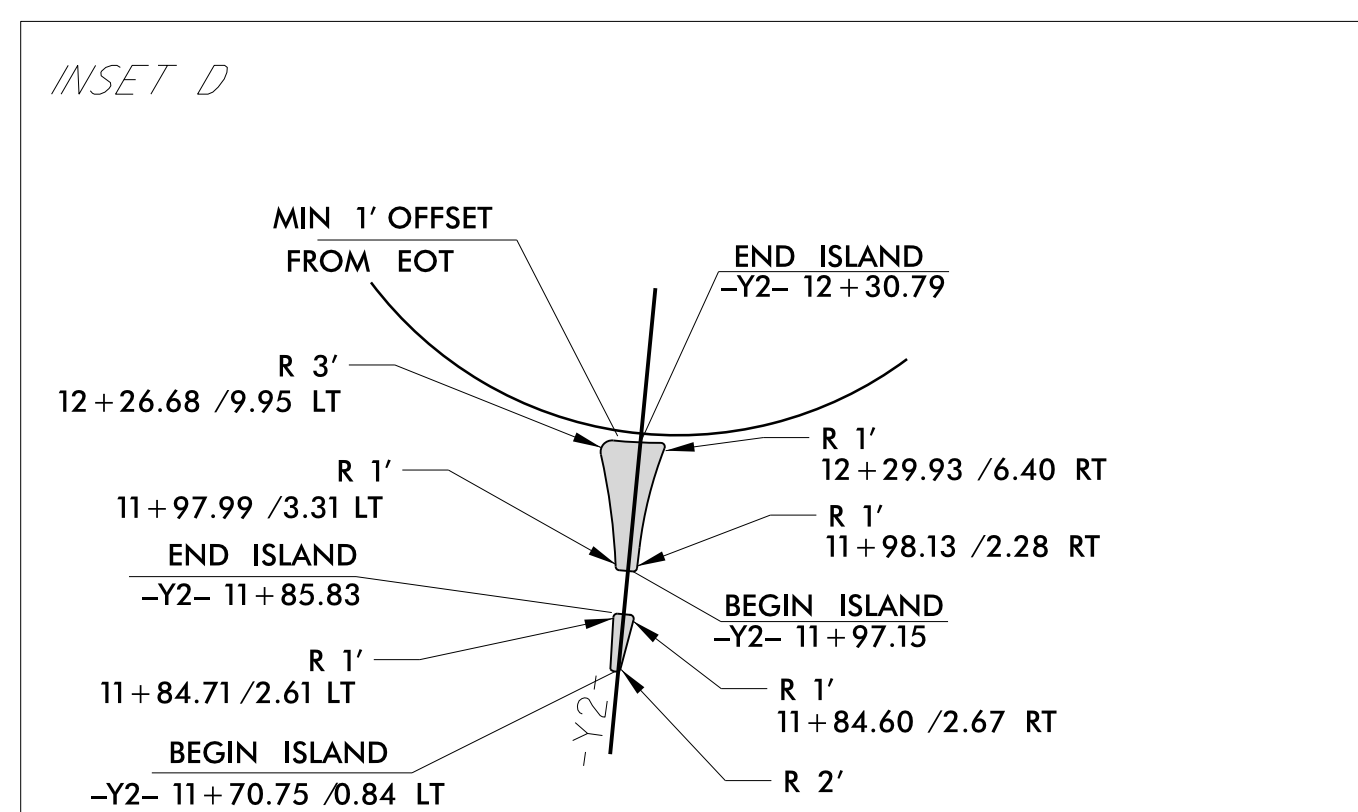 INSET D
MIN 1' OFFSET
FROM EOT
END ISLAND
-Y2- 12+30.79
R 3'
12+26.68 /9.95 LT
R 1'
12+29.93 /6.40 RT
R 1'
11+97.99 /3.31 LT
R 1'
11+98.13 /2.28 RT
END ISLAND
-Y2- 11+85.83
BEGIN ISLAND
-Y2- 11+97.15
R 1'
11+84.71 /2.61 LT
R 1'
11+84.60 /2.67 RT
-Y2-
BEGIN ISLAND
-Y2- 11+70.75 /0.84 LT
R 2'